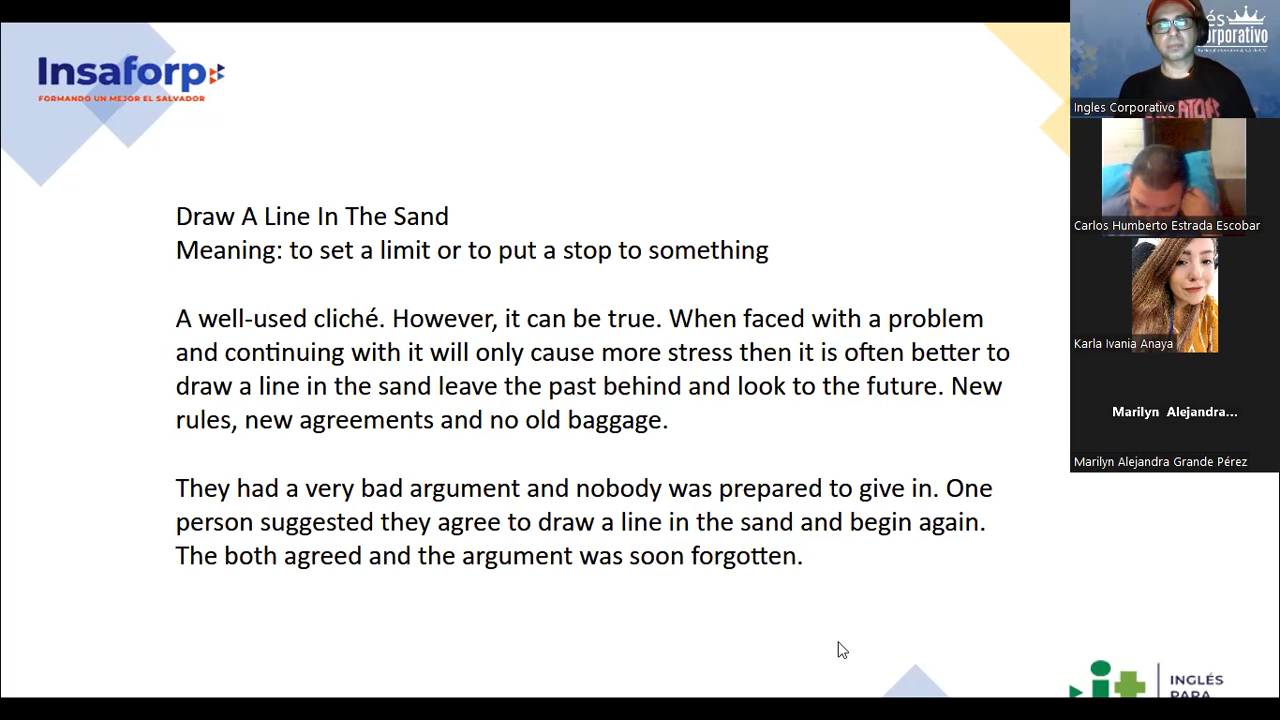 Insaforp
FORMANDO UN MEJOR EL SALVADOR
Draw A Line In The Sand
Meaning: to set a limit or to put a stop to something
A well-used cliché. However, it can be true. When faced with a problem
and continuing with it will only cause more stress then it is often better to
draw a line in the sand leave the past behind and look to the future. New
rules, new agreements and no old baggage.
They had a very bad argument and nobody was prepared to give in. One
person suggested they agree to draw a line in the sand and begin again.
The both agreed and the argument was soon forgotten.
INGLÉS
PARA
Ingles Corporativo
Carlos Humberto Estrada Escobar
Karla Ivania Anaya
Marilyn Alejandra...
Marilyn Alejandra Grande Pérez